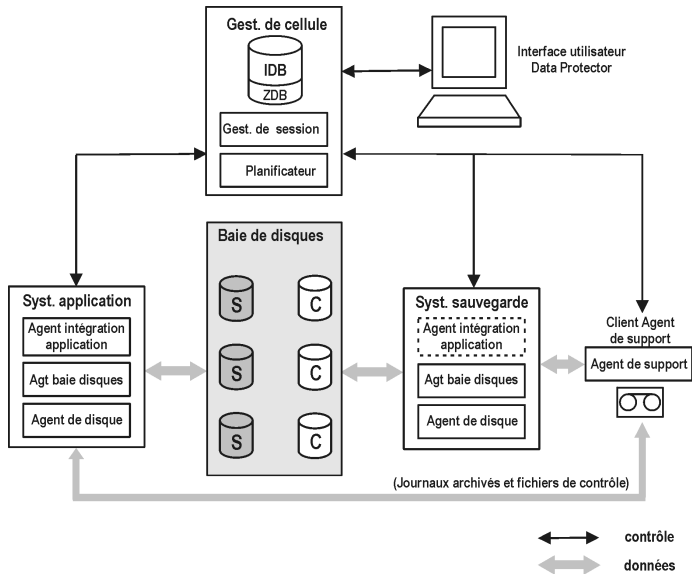 Gest. de cellule
IDB
ZDB
Gest. de session
Planificateur
Interface utilisateur
Data Protector
Baie de disques
S
C
S
C
S
C
Syst. application
Agent intégration
application
Agt baie disques
Agent de disque
Syst. sauvegarde
Agent intégration
application
Agt baie disques
Agent de disque
Client Agent
de support
Agent de support
(Journaux archivés et fichiers de contrôle)
contrôle
données